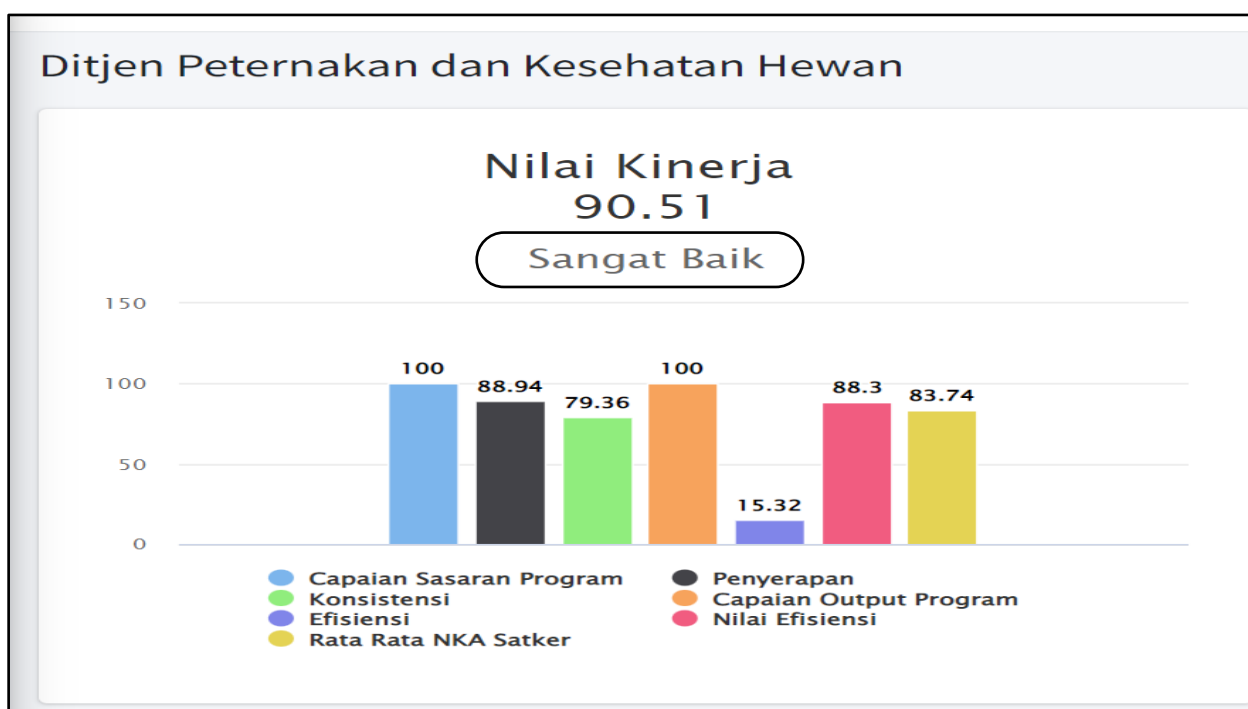 Ditjen Peternakan dan Kesehatan Hewan
Nilai Kinerja
90.51
Sangat Baik
150
100
50
0
100
88.94
79.36
100
15.32
88.3
83.74
Capaian Sasaran Program
Penyerapan
Konsistensi
Capaian Output Program
Efisiensi
Nilai Efisiensi
Rata Rata NKA Satker